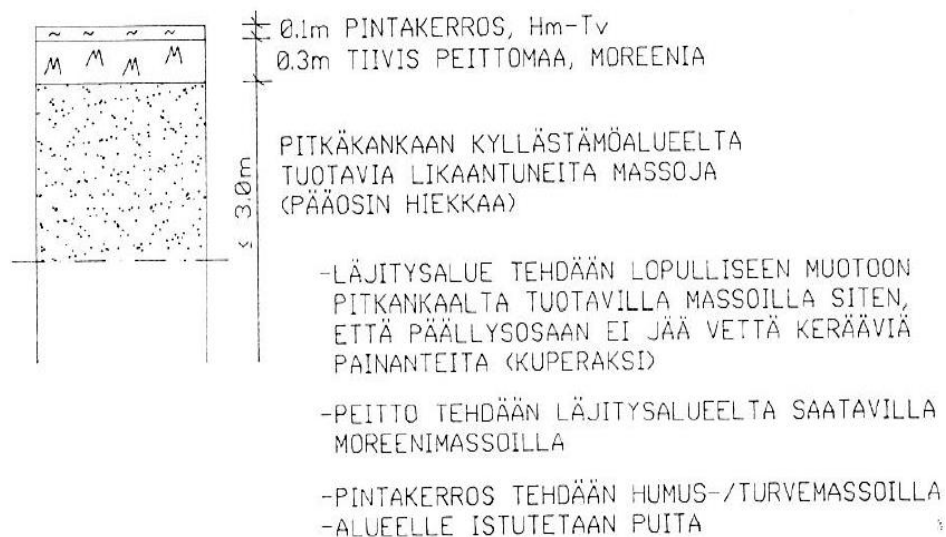 0.1m PINTAKERROS, Hm-Tv
0.3m TIIVIS PEITTOMAA, MOREENIA
≤ 3.0m
PITKÄKANKAAN KYLLÄSTÄMÖALUEELTA
TUOTAVIA LIKAANTUNEITA MASSOJA
(PÄÄOSIN HIEKKAA)
-LÄJITYSALUE TEHDÄÄN LOPULLISEEN MUOTOON
PITKANKAALTA TUOTAVILLA MASSOILLA SITEN,
ETTÄ PÄÄLLYSOSAAN EI JÄÄ VETTÄ KERÄÄVIÄ
PAINANTEITA (KUPERAKSI)
-PEITTO TEHDÄÄN LÄJITYSALUEELTA SAATAVILLA
MOREENIMASSOILLA
-PINTAKERROS TEHDÄÄN HUMUS-/TURVEMASSOILLA
-ALUEELLE ISTUTETAAN PUITA